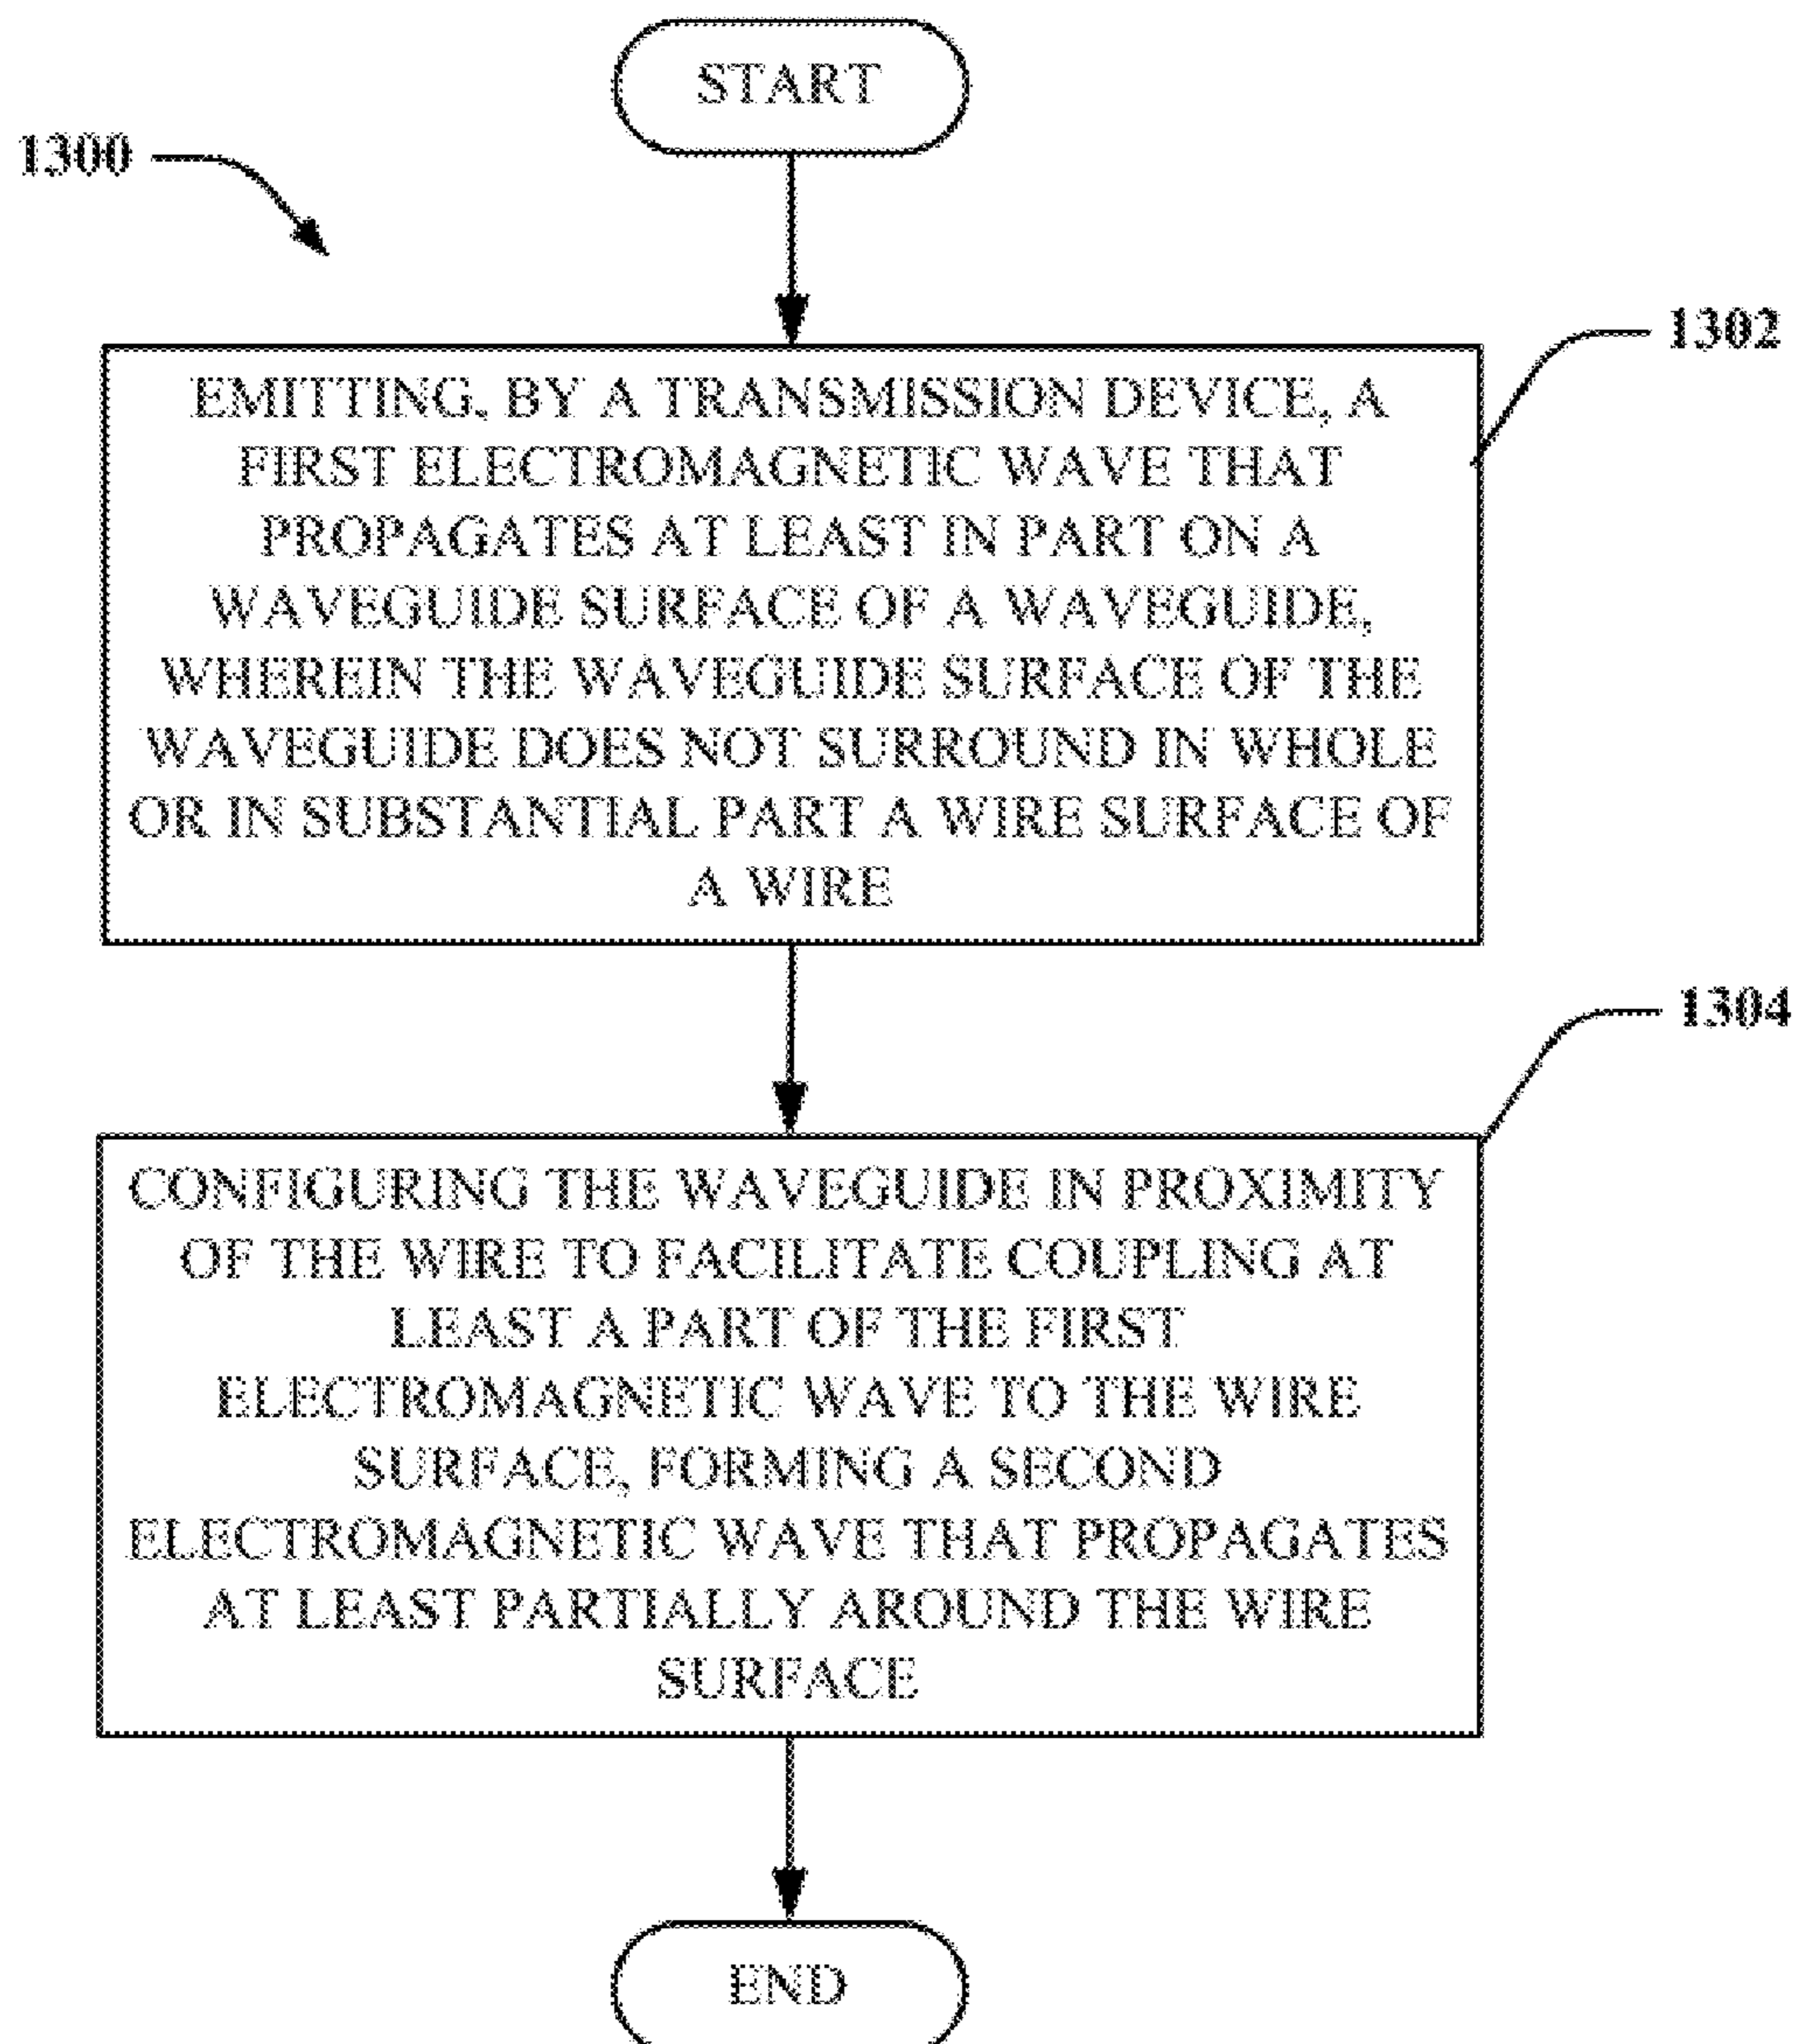 START
1300
1302
EMITTING, BY A TRANSMISSION DEVICE, A
FIRST ELECTROMAGNETIC WAVE THAT
PROPAGATES AT LEAST IN PART ON A
WAVEGUIDE SURFACE OF A WAVEGUIDE,
WHEREIN THE WAVEGUIDE SURFACE OF THE
WAVEGUIDE DOES NOT SURROUND IN WHOLE
OR IN SUBSTANTIAL PART A WIRE SURFACE OF
A WIRE
1304
CONFIGURING THE WAVEGUIDE IN PROXIMITY
OF THE WIRE TO FACILITATE COUPLING AT
LEAST A PART OF THE FIRST
ELECTROMAGNETIC WAVE TO THE WIRE
SURFACE, FORMING A SECOND
ELECTROMAGNETIC WAVE THAT PROPAGATES
AT LEAST PARTIALLY AROUND THE WIRE
SURFACE
END